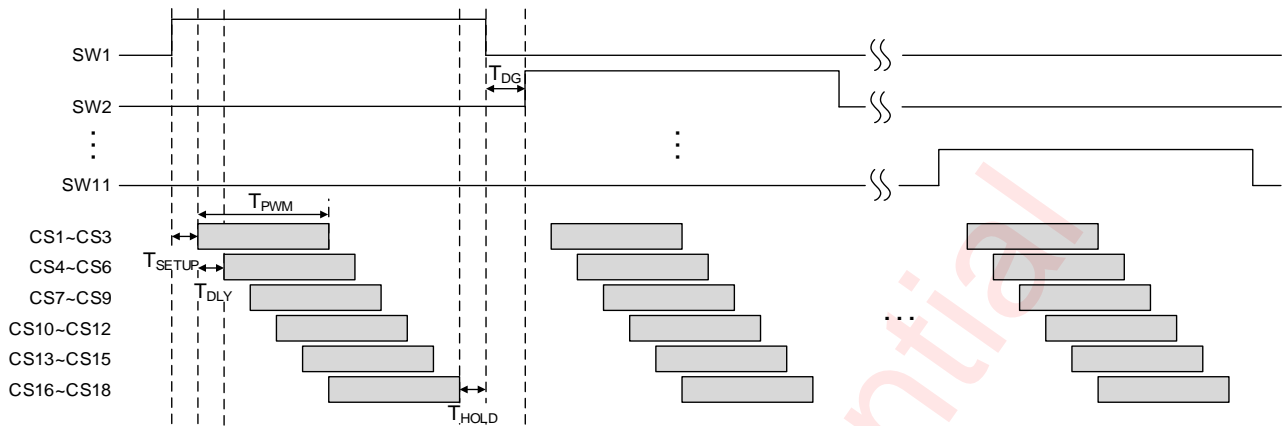 SW1
T_DG
SW2
⋮ ⋮
SW11
T_PWM
CS1~CS3
T_SETUP
CS4~CS6
T_DLY
CS7~CS9
CS10~CS12
...
CS13~CS15
CS16~CS18
T_HOLD
ntial